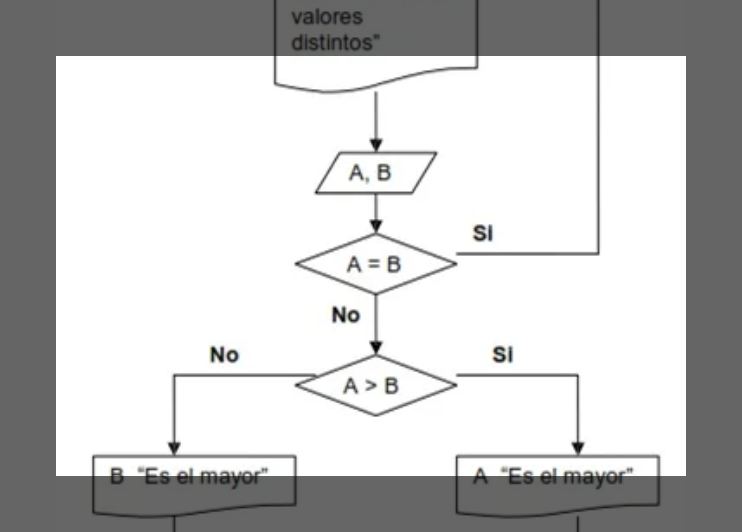 valores
distintos"
A, B
Si
A = B
No
No
Si
A > B
B "Es el mayor"
A "Es el mayor"